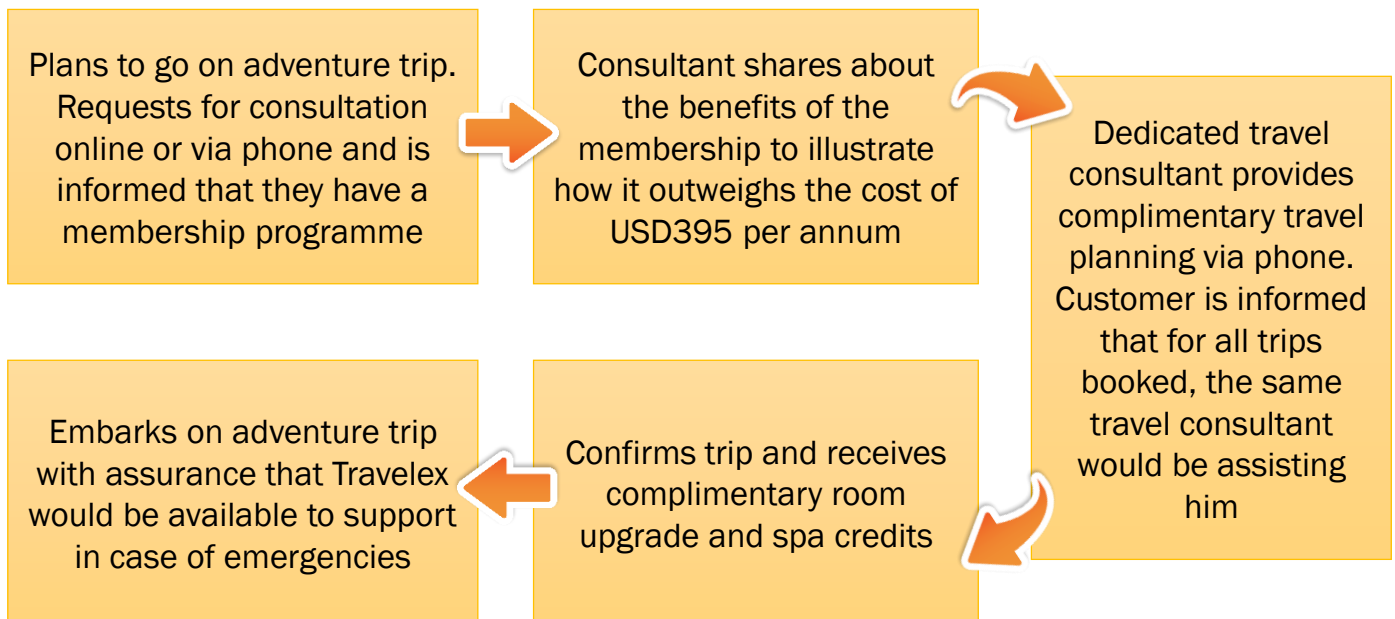 Plans to go on adventure trip.
Requests for consultation
online or via phone and is
informed that they have a
membership programme
Consultant shares about
the benefits of the
membership to illustrate
how it outweighs the cost of
USD395 per annum
Dedicated travel
consultant provides
complimentary travel
planning via phone.
Customer is informed
that for all trips
booked, the same
travel consultant
would be assisting
him
Confirms trip and receives
complimentary room
upgrade and spa credits
Embarks on adventure trip
with assurance that Travelex
would be available to support
in case of emergencies